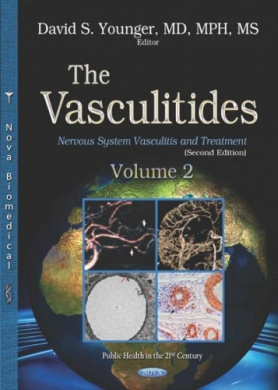 David S. Younger, MD, MPH, MS
Editor
The
Vasculitides
Nervous System Vasculitis and Treatment
(Second Edition)
Volume 2
Public Health in the 21st Century
NOVA
Nova Biomedical